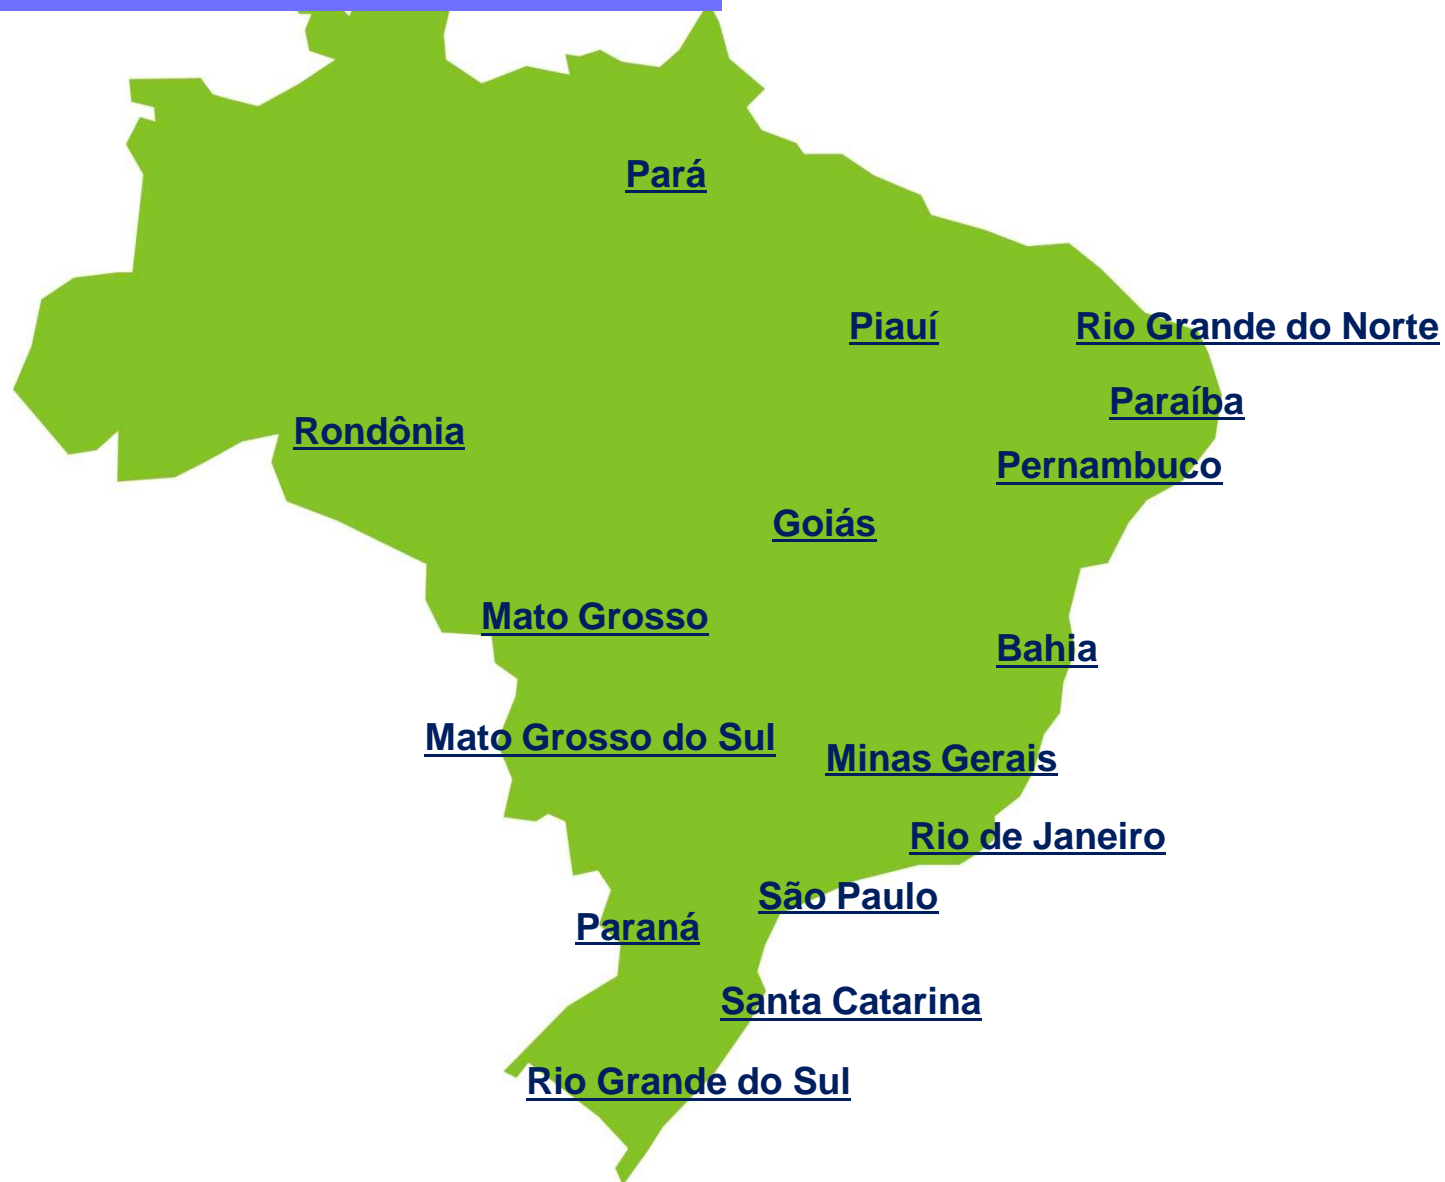 Pará
Piauí
Rio Grande do Norte
Paraíba
Rondônia
Pernambuco
Goiás
Mato Grosso
Bahia
Mato Grosso do Sul
Minas Gerais
Rio de Janeiro
São Paulo
Paraná
Santa Catarina
Rio Grande do Sul